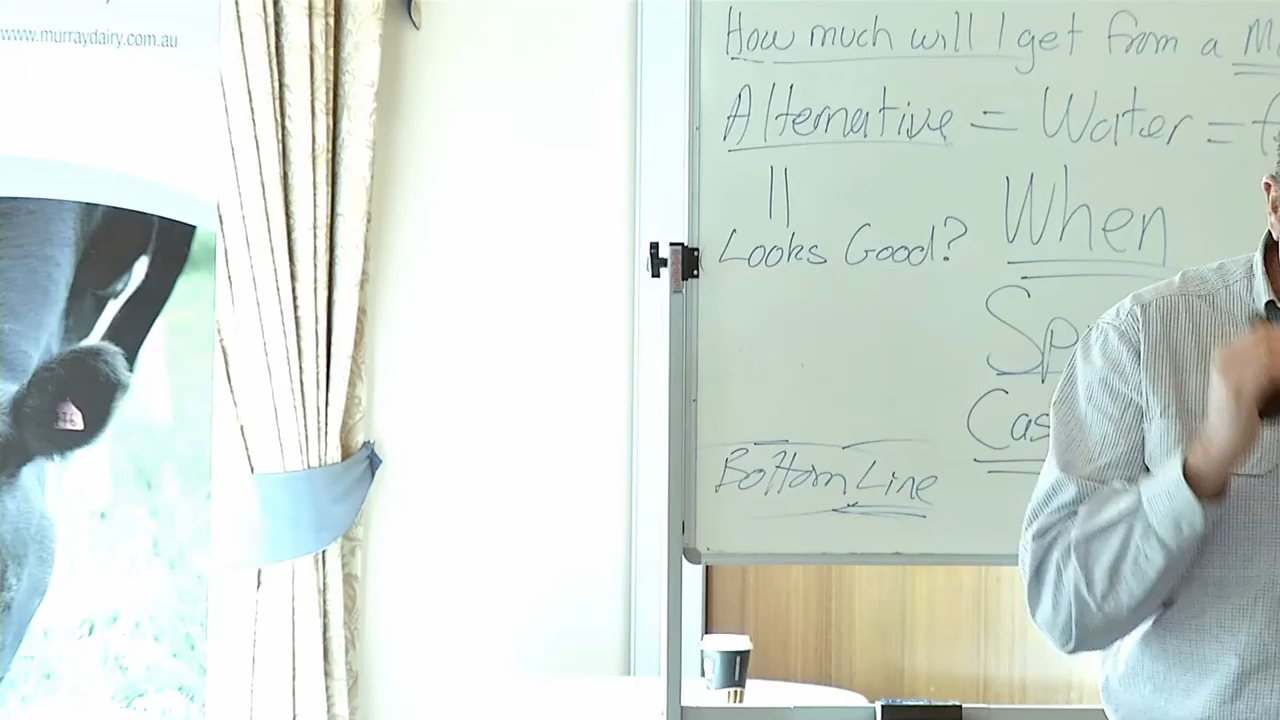 www.murraydairy.com.au
How much will I get from a
Alternative = Water =
||
Looks Good?
When
Bottom Line